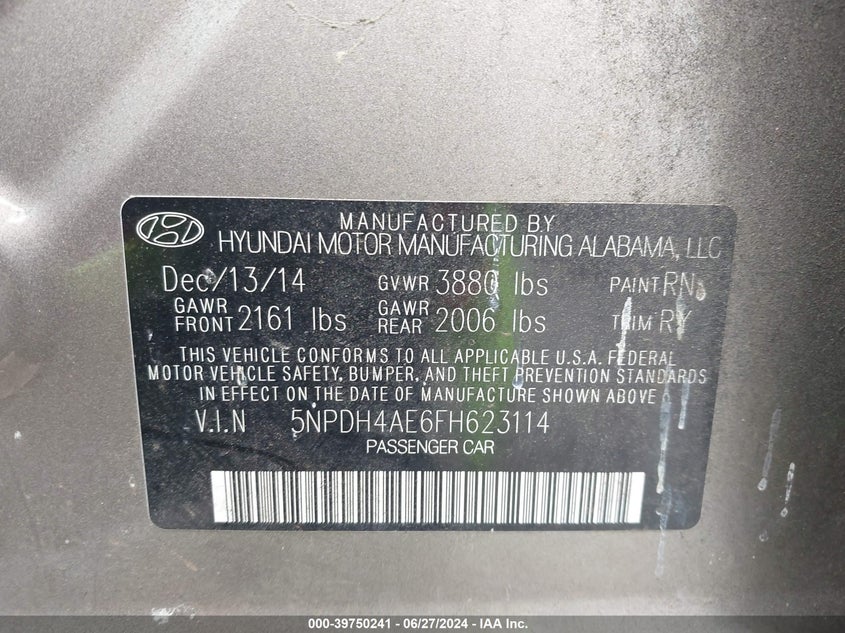 MANUFACTURED BY
HYUNDAI MOTOR MANUFACTURING ALABAMA, LLC
Dec/13/14 GVWR 3880 lbs PAINT
GAWR FRONT 2161 lbs GAWR REAR 2006 lbs TRIM RY
THIS VEHICLE CONFORMS TO ALL APPLICABLE U.S.A. FEDERAL
MOTOR VEHICLE SAFETY, BUMPER, AND THEFT PREVENTION STANDARDS
IN EFFECT ON THE DATE OF MANUFACTURE SHOWN ABOVE
V.I.N 5NPDH4AE6FH623114
PASSENGER CAR
000-39750241 - 06/27/2024 - IAA Inc.